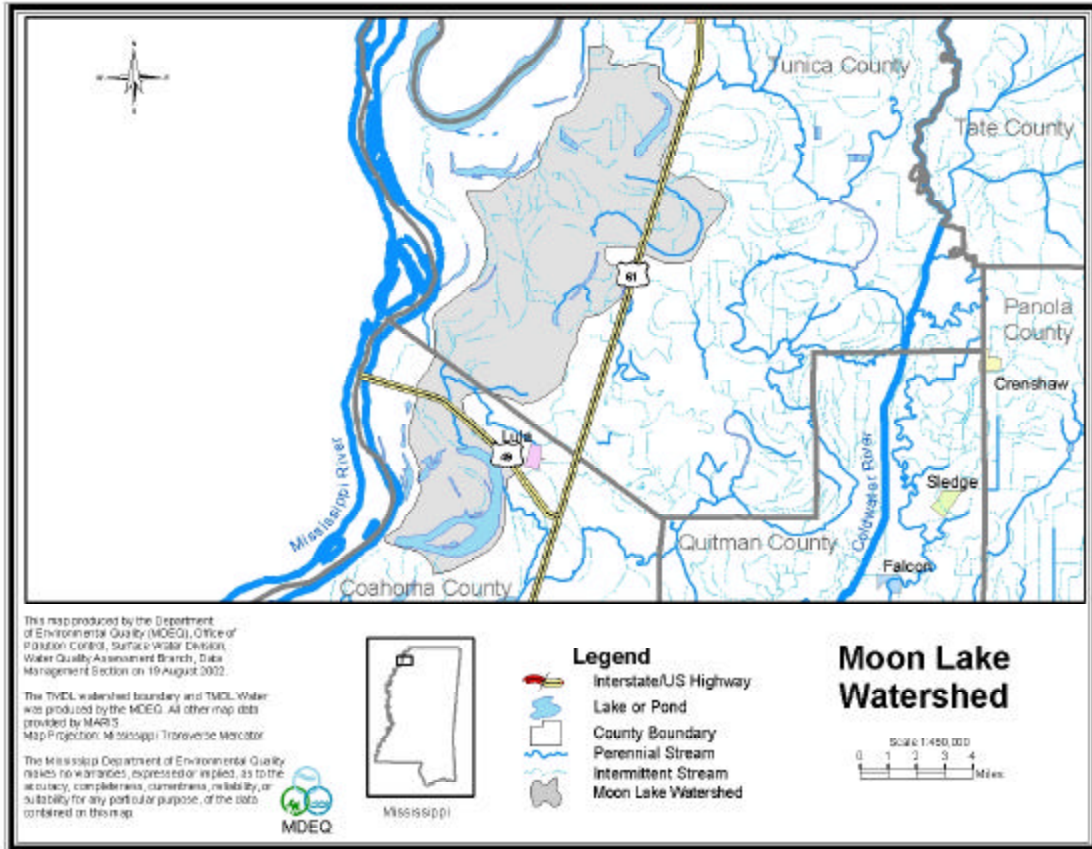 N
Tunica County
Tate County
61
Panola
County
Crenshaw
Lula
49
Mississippi River
Coldwater River
Sledge
Quitman County
Falcon
Coahoma County
This map produced by the Department
of Environmental Quality (MDEQ), Office of
Pollution Control, Surface Water Division,
Water Quality Assessment Branch, Data
Management Section on 19 August 2002.
The TMDL watershed boundary and TMDL Water
was produced by the MDEQ. All other map data
provided by MARIS
Map Projection: Mississippi Transverse Mercator
The Mississippi Department of Environmental Quality
makes no warranties, expressed or implied, as to the
accuracy, completeness, currentness, reliability, or
suitability for any particular purpose, of the data
contained on this map.
MDEQ
Mississippi
Legend
Interstate/US Highway
Lake or Pond
County Boundary
Perennial Stream
Intermittent Stream
Moon Lake Watershed
Moon Lake
Watershed
Scale 1:450,000
0 1 2 3 4
Miles